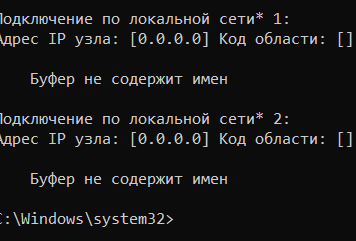 Подключение по локальной сети* 1:
Адрес IP узла: [0.0.0.0] Код области: []
Буфер не содержит имен
Подключение по локальной сети* 2:
Адрес IP узла: [0.0.0.0] Код области: []
Буфер не содержит имен
C:\Windows\system32>